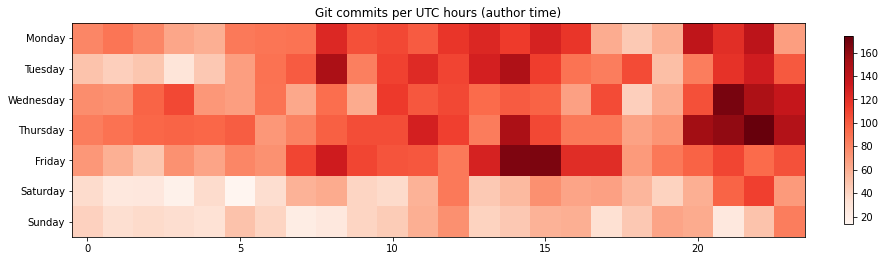 Git commits per UTC hours (author time)
Monday
Tuesday
Wednesday
Thursday
Friday
Saturday
Sunday
0 5 10 15 20
160
140
120
100
80
60
40
20